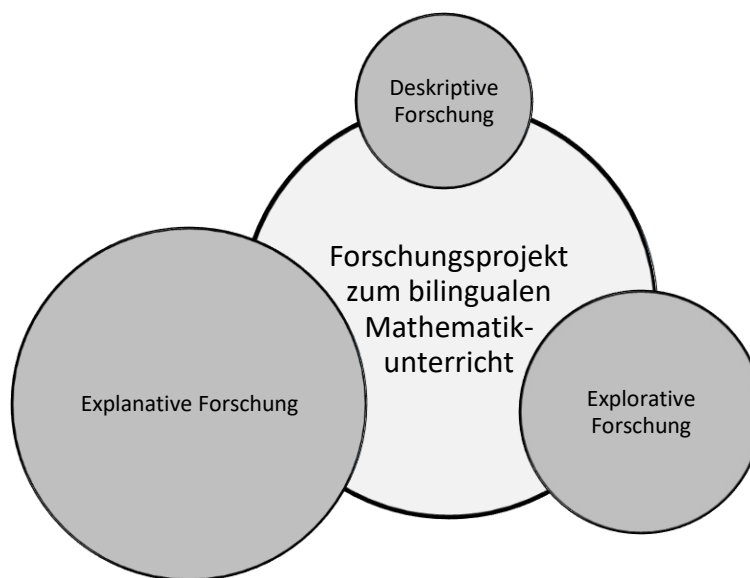 Deskriptive
Forschung
Forschungsprojekt
zum bilingualen
Mathematik-
unterricht
Explanative Forschung
Explorative
Forschung